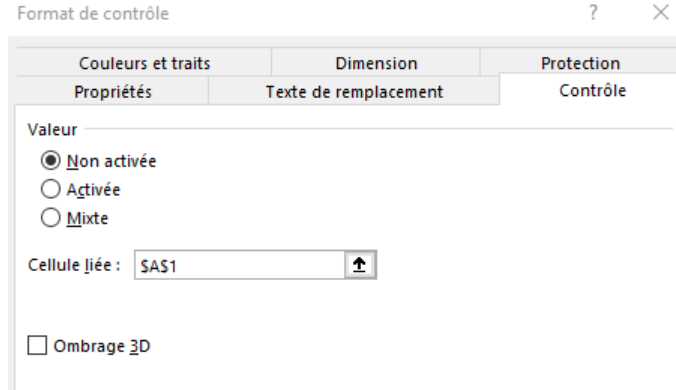 Format de contrôle ?
Couleurs et traits Dimension Protection
Propriétés Texte de remplacement Contrôle
Valeur
Non activée
Activée
Mixte
Cellule liée : $A$1
Ombrage 3D